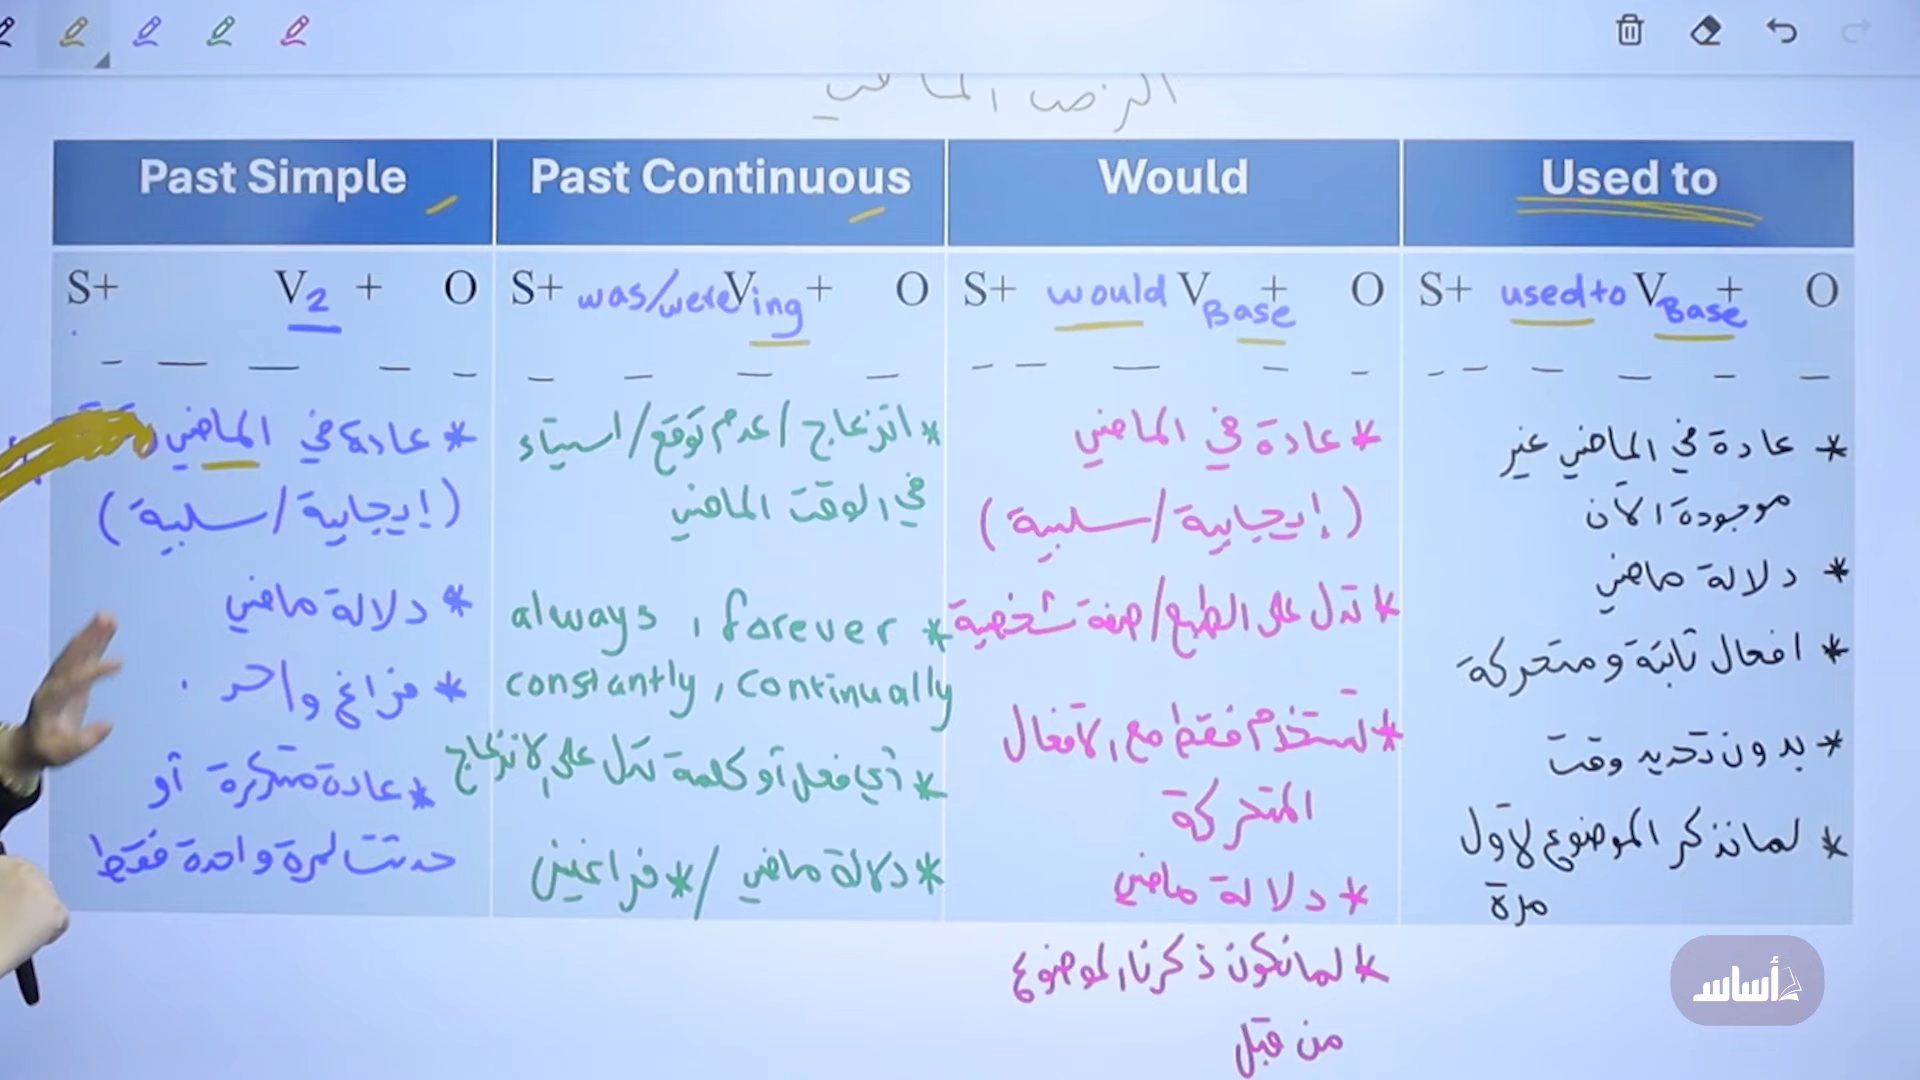 الزمن الماضي
Past Simple
S+ V2 + O
* عادة في الماضي
(إيجابية/سلبية)
* دلالة ماضي
* فراغ واحد
* عادة متكررة أو
حدثت لمرة واحدة فقط
Past Continuous
S+ was/were Ving + O
* انزعاج/عدم توقع/استياء
في الوقت الماضي
* always, forever
constantly, continually
* أي فعل أو كلمة تدل على الانزعاج
* دلالة ماضي / * فراغين
Would
S+ would V Base + O
* عادة في الماضي
(إيجابية/سلبية)
* تدل على الطبع/صفة شخصية
* تستخدم فقط مع الأفعال
المتحركة
* دلالة ماضي
* لما نكون ذكرنا الموضوع
من قبل
Used to
S+ used to V Base + O
* عادة في الماضي غير
موجودة الآن
* دلالة ماضي
* افعال ثابتة ومتحركة
* بدون تحديد وقت
* لما نذكر الموضوع لأول
مرة
أساس